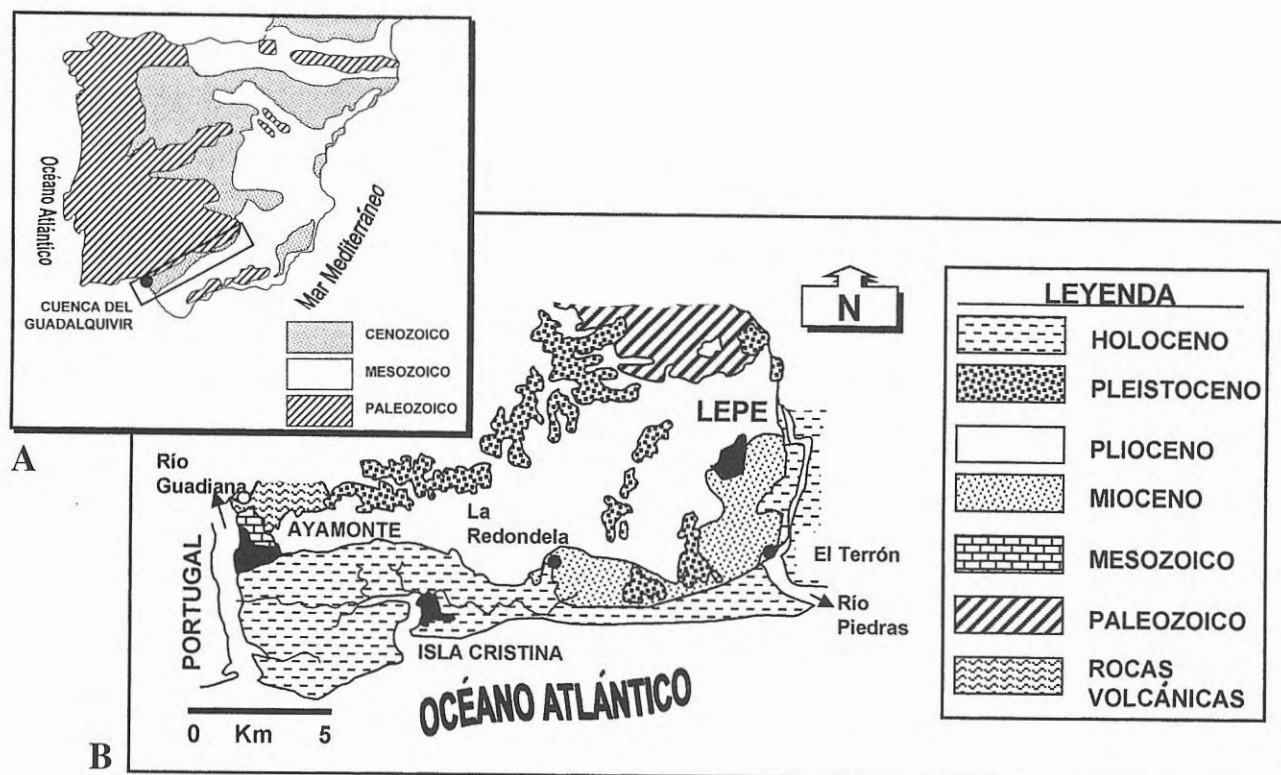 Océano Atlántico
Mar Mediterráneo
CUENCA DEL
GUADALQUIVIR
CENOZOICO
MESOZOICO
PALEOZOICO
A
N
LEYENDA
HOLOCENO
PLEISTOCENO
PLIOCENO
MIOCENO
MESOZOICO
PALEOZOICO
ROCAS
VOLCÁNICAS
LEPE
Río
Guadiana
AYAMONTE
La
Redondela
El Terrón
PORTUGAL
Río
Piedras
ISLA CRISTINA
OCÉANO ATLÁNTICO
0 Km 5
B